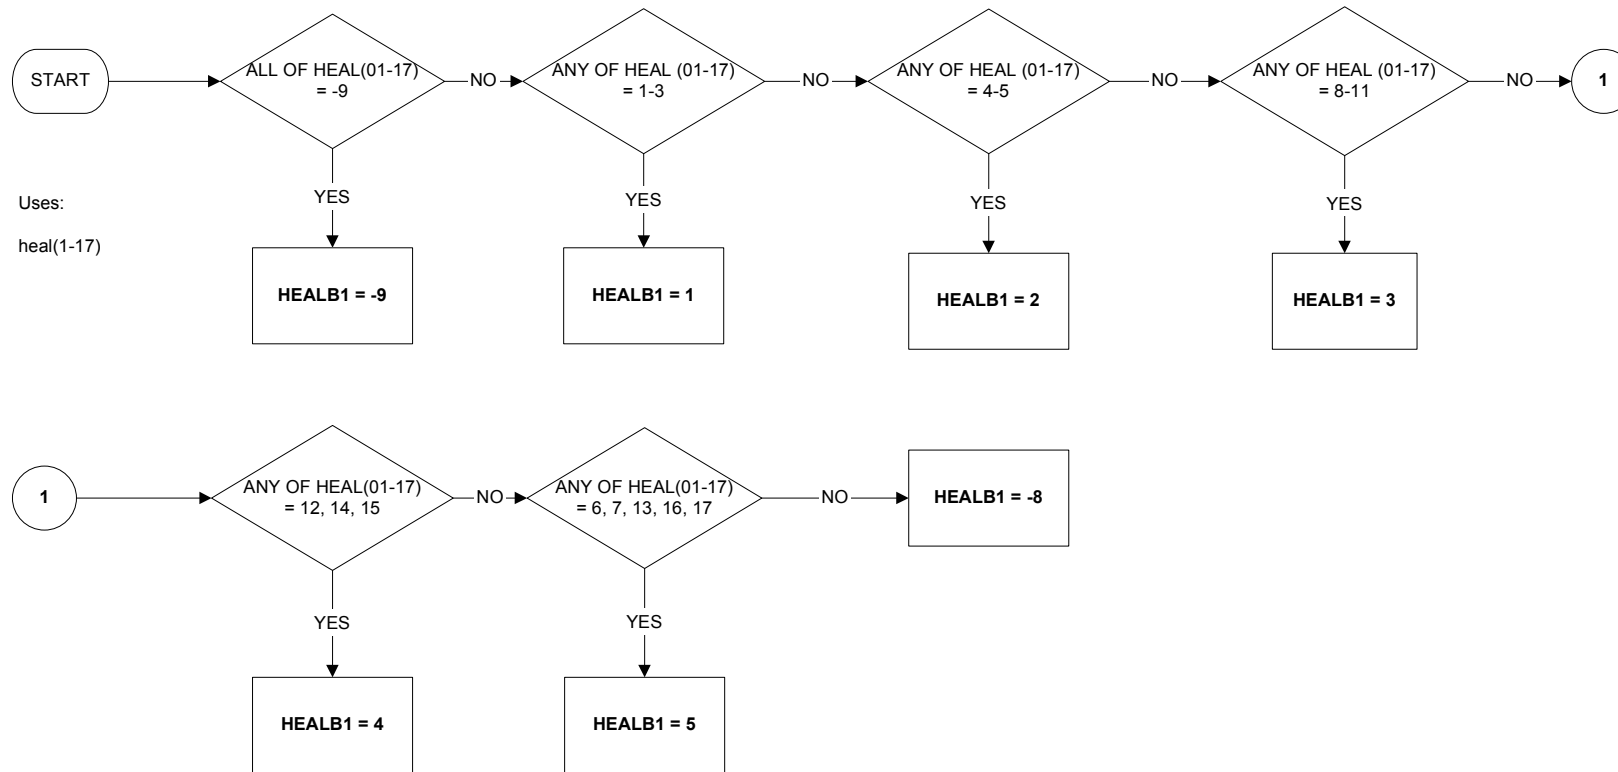 START
ALL OF HEAL(01-17)
= -9
NO
ANY OF HEAL (01-17)
= 1-3
NO
ANY OF HEAL (01-17)
= 4-5
NO
ANY OF HEAL (01-17)
= 8-11
NO
1
YES
YES
YES
YES
Uses:
heal(1-17)
HEALB1 = -9
HEALB1 = 1
HEALB1 = 2
HEALB1 = 3
1
ANY OF HEAL(01-17)
= 12, 14, 15
NO
ANY OF HEAL(01-17)
= 6, 7, 13, 16, 17
NO
HEALB1 = -8
YES
YES
HEALB1 = 4
HEALB1 = 5